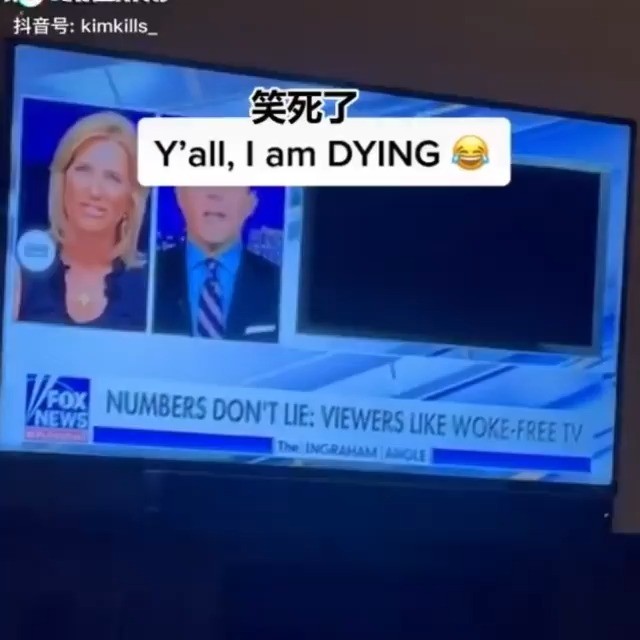 抖音号: kimkills_
笑死了
Y’all, I am DYING 😂
FOX
NEWS
NUMBERS DON'T LIE: VIEWERS LIKE WOKE-FREE TV
The INGRAHAM ANGLE